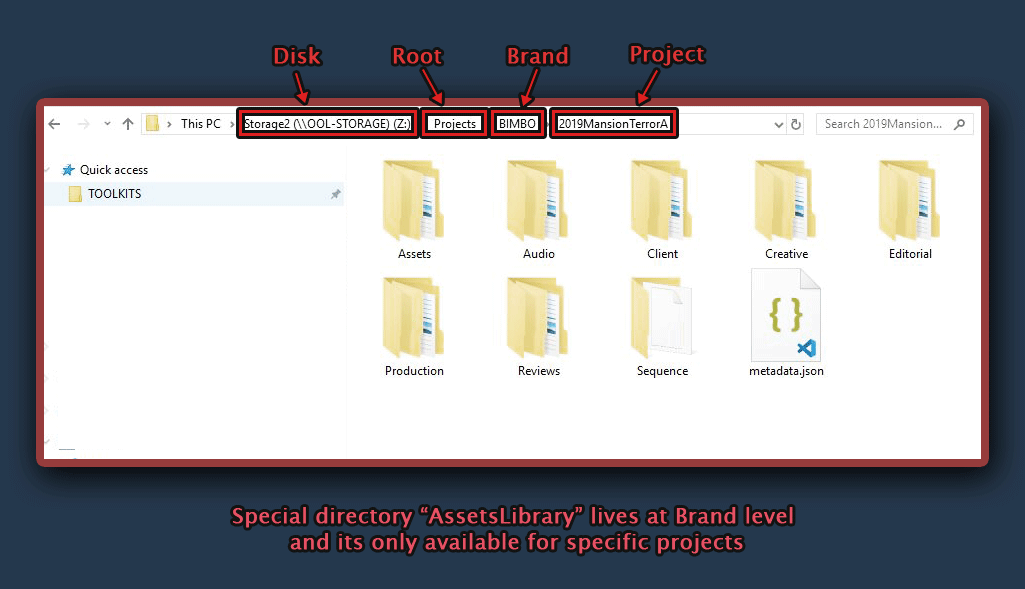 Disk
Root
Brand
Project
This PC
Storage2 (\\OOL-STORAGE) (Z:)
Projects
BIMBO
2019MansionTerrorA
Search 2019Mansion...
Quick access
TOOLKITS
Assets
Audio
Client
Creative
Editorial
Production
Reviews
Sequence
{ }
metadata.json
Special directory “AssetsLibrary” lives at Brand level
and its only available for specific projects